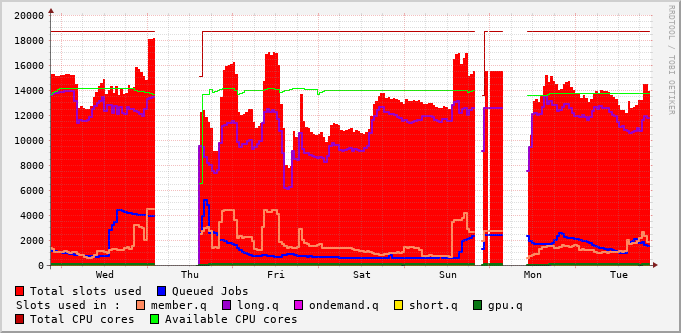 20000
18000
16000
14000
12000
10000
8000
6000
4000
2000
0
Wed Thu Fri Sat Sun Mon Tue
Total slots used Queued Jobs
Slots used in : member.q long.q ondemand.q short.q gpu.q
Total CPU cores Available CPU cores
RRDTOOL / TOBI OETIKER